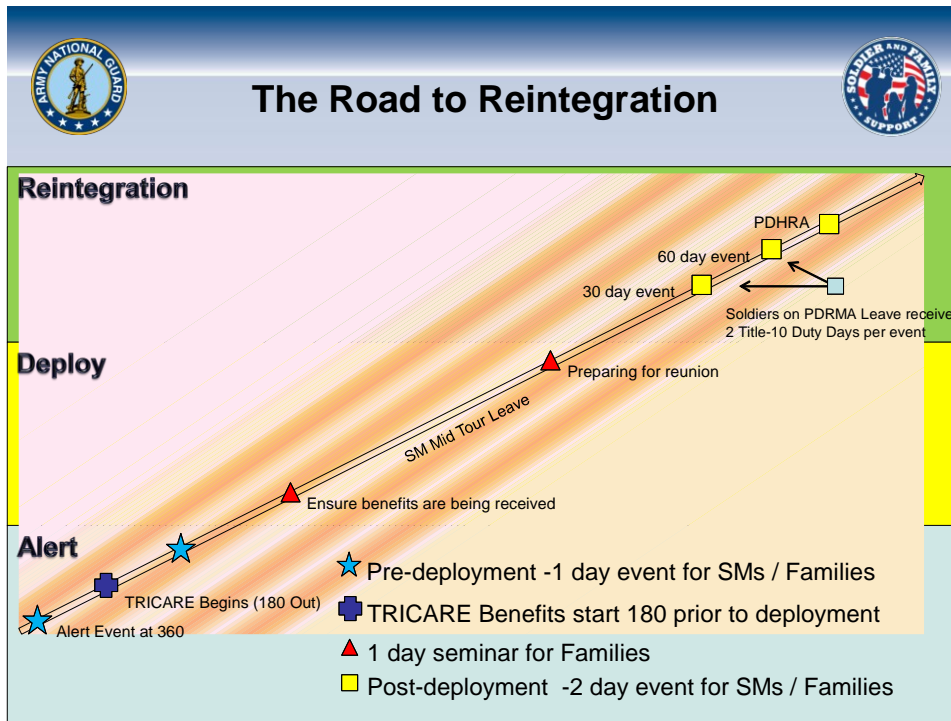 ARMY NATIONAL GUARD
The Road to Reintegration
SOLDIER AND FAMILY
SUPPORT
Reintegration
PDHRA
60 day event
30 day event
Soldiers on PDRMA Leave receive
2 Title-10 Duty Days per event
Deploy
Preparing for reunion
SM Mid Tour Leave
Ensure benefits are being received
Alert
TRICARE Begins (180 Out)
Alert Event at 360
Pre-deployment -1 day event for SMs / Families
TRICARE Benefits start 180 prior to deployment
1 day seminar for Families
Post-deployment -2 day event for SMs / Families